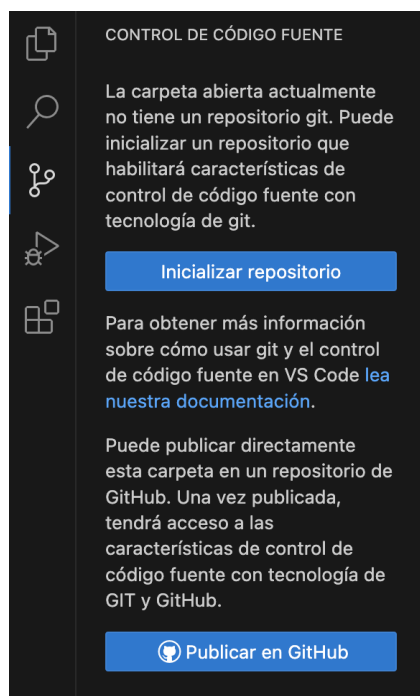 CONTROL DE CÓDIGO FUENTE
La carpeta abierta actualmente
no tiene un repositorio git. Puede
inicializar un repositorio que
habilitará características de
control de código fuente con
tecnología de git.
Inicializar repositorio
Para obtener más información
sobre cómo usar git y el control
de código fuente en VS Code lea
nuestra documentación.
Puede publicar directamente
esta carpeta en un repositorio de
GitHub. Una vez publicada,
tendrá acceso a las
características de control de
código fuente con tecnología de
GIT y GitHub.
Publicar en GitHub